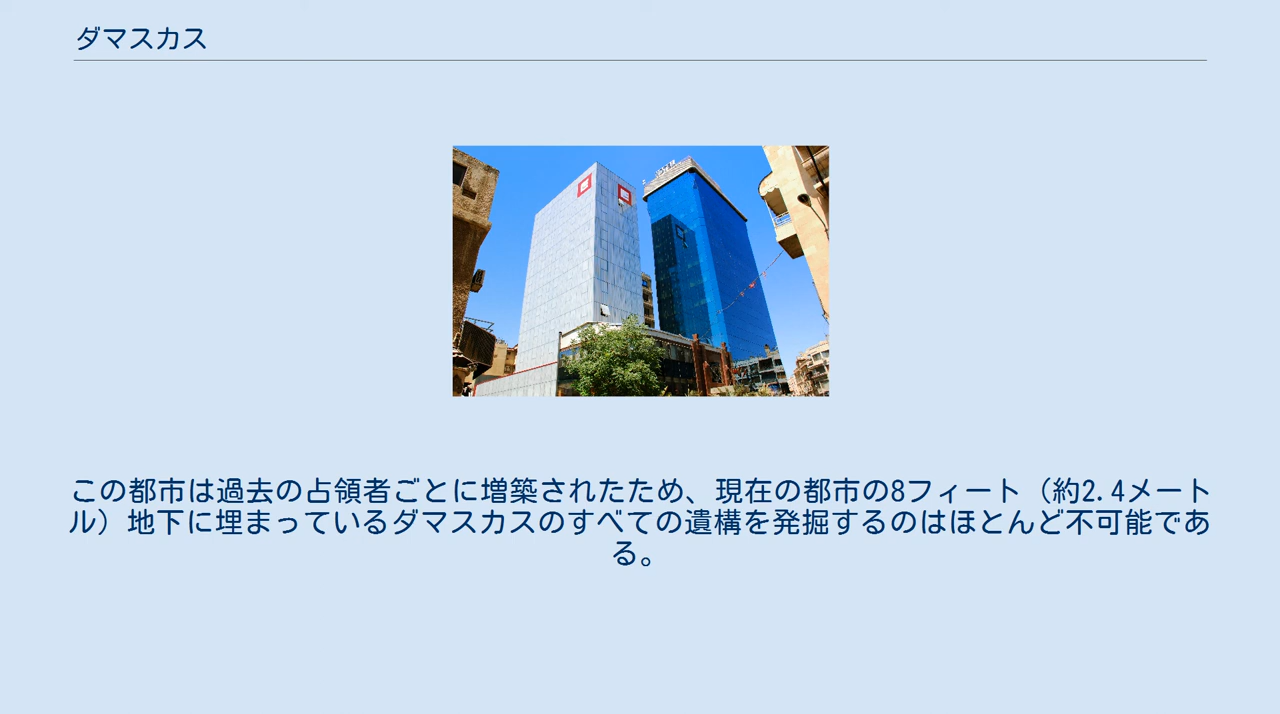 ダマスカス
この都市は過去の占領者ごとに増築されたため、現在の都市の8フィート（約2.4メート
ル）地下に埋まっているダマスカスのすべての遺構を発掘するのはほとんど不可能であ
る。